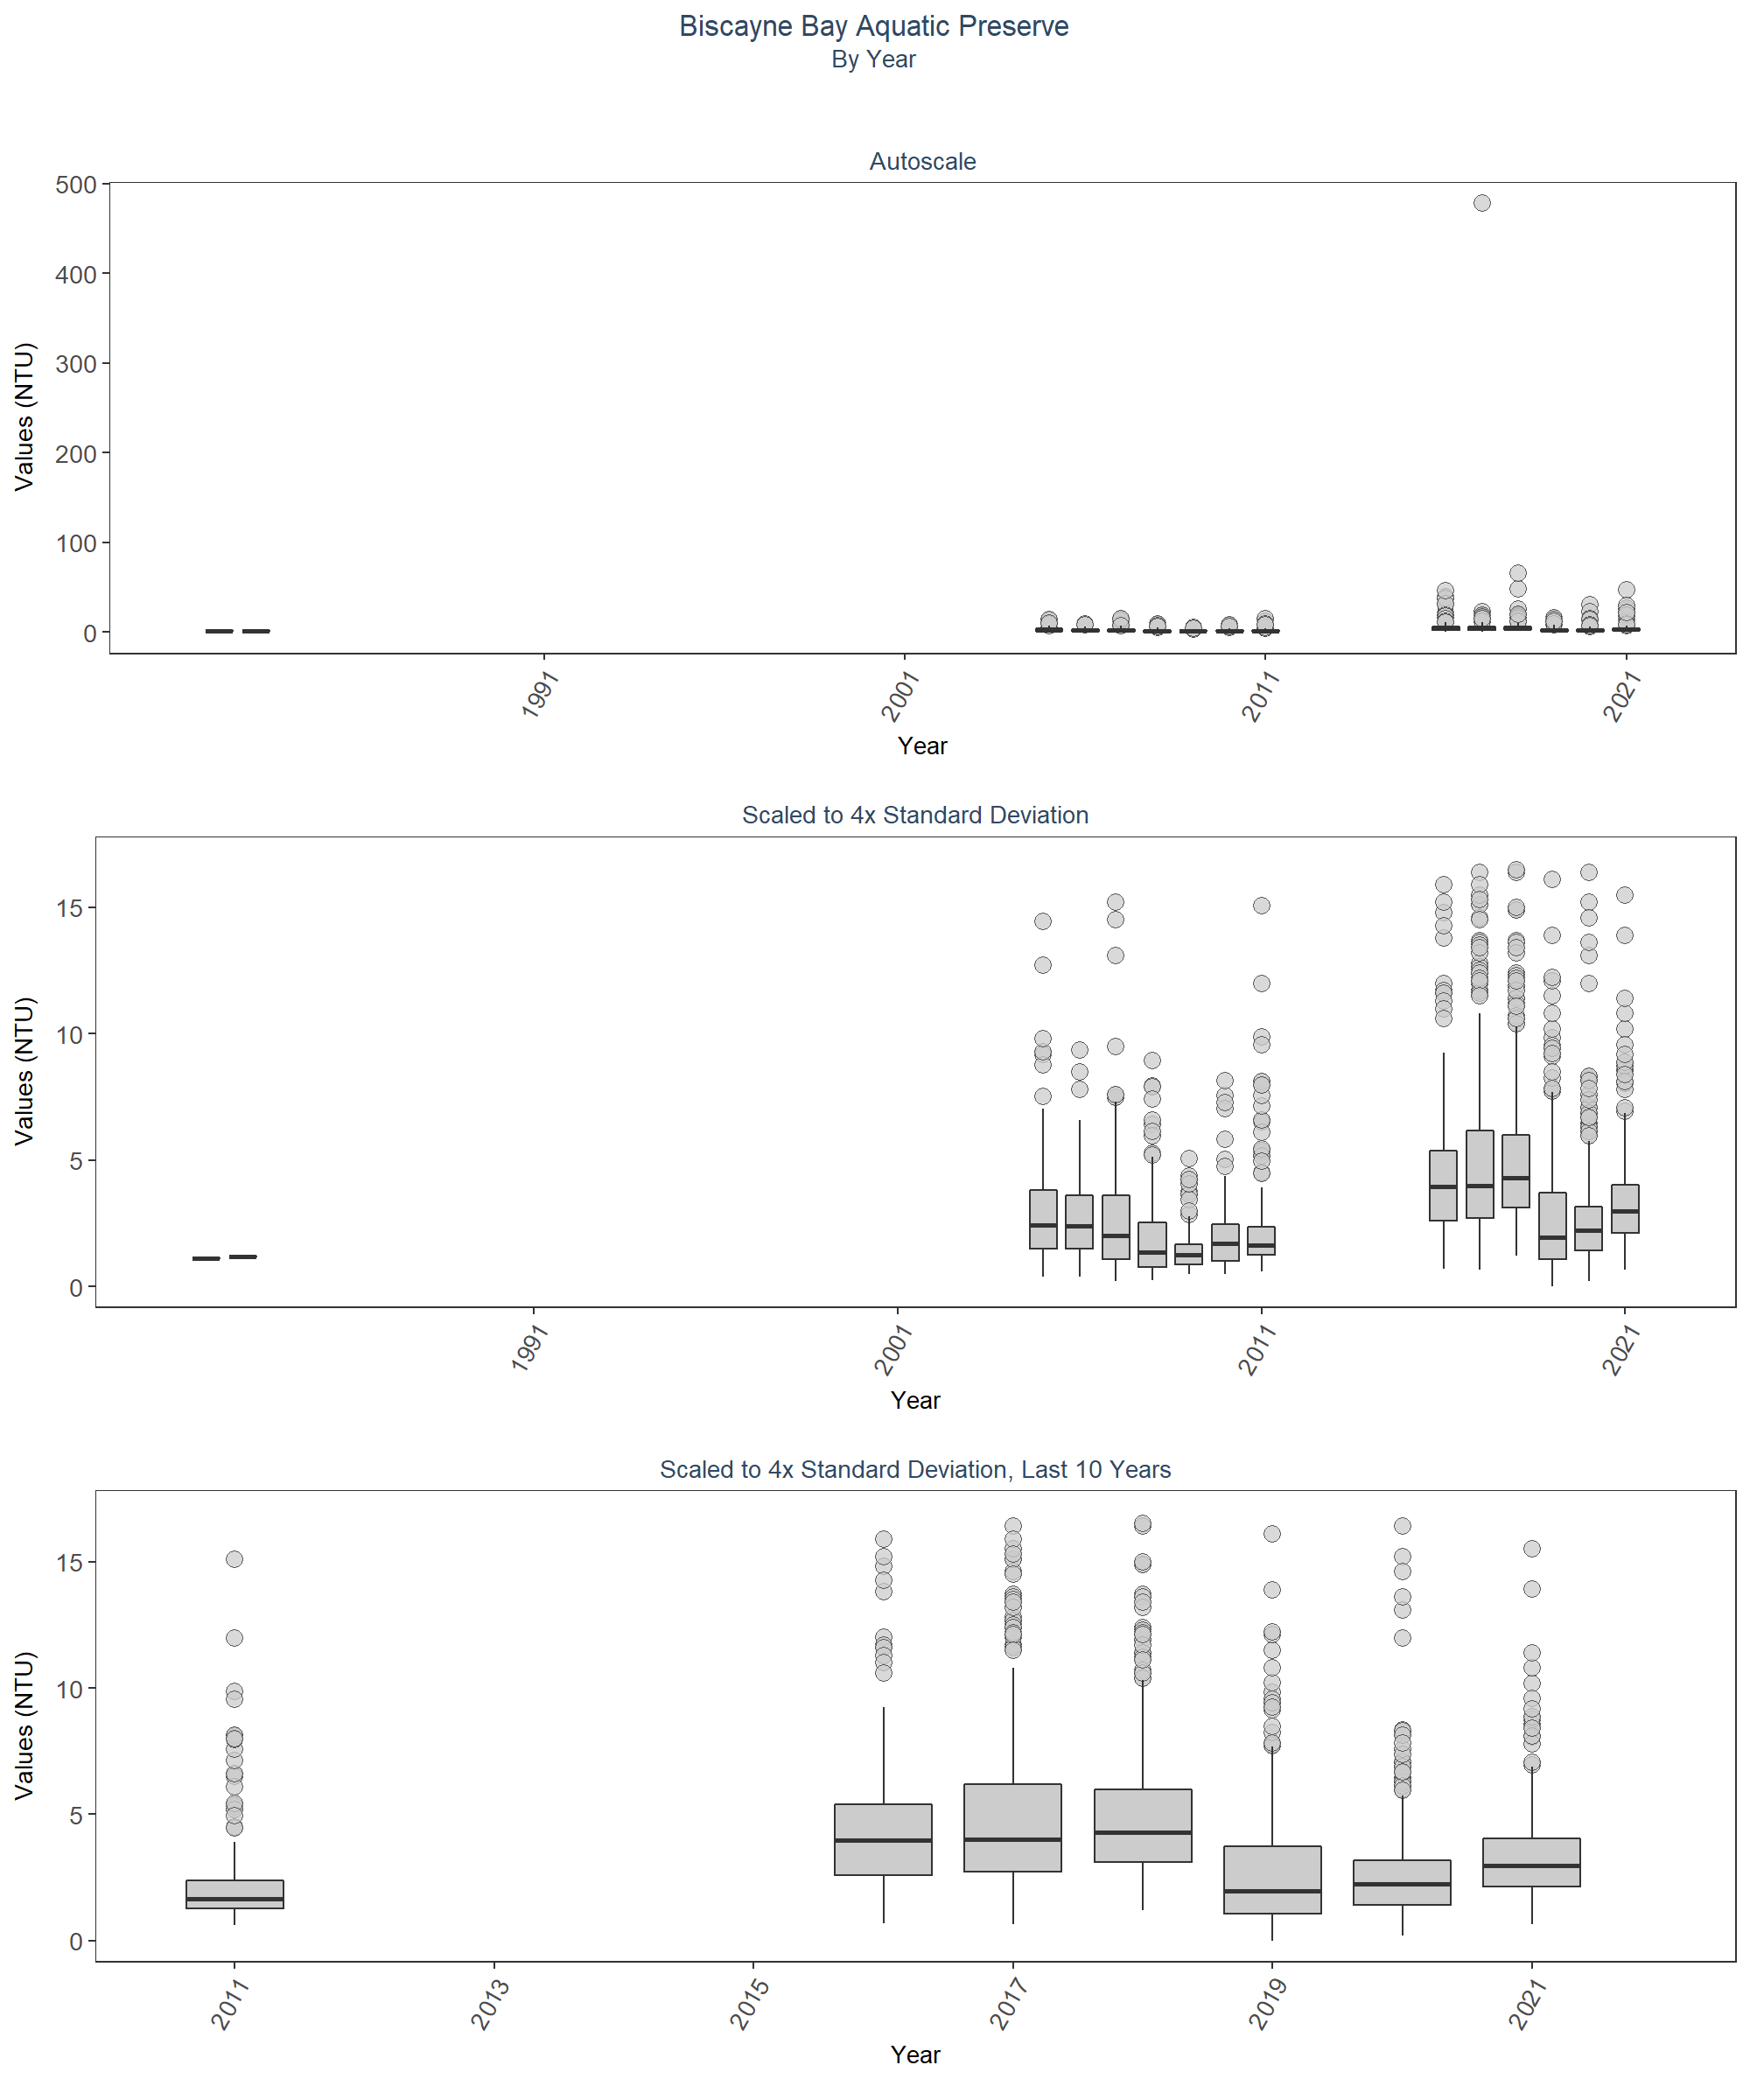 Biscayne Bay Aquatic Preserve
By Year
Autoscale
500
400
300
200
100
0
Values (NTU)
1991
2001
2011
2021
Year
Scaled to 4x Standard Deviation
15
10
5
0
Values (NTU)
1991
2001
2011
2021
Year
Scaled to 4x Standard Deviation, Last 10 Years
15
10
5
0
Values (NTU)
2011
2013
2015
2017
2019
2021
Year